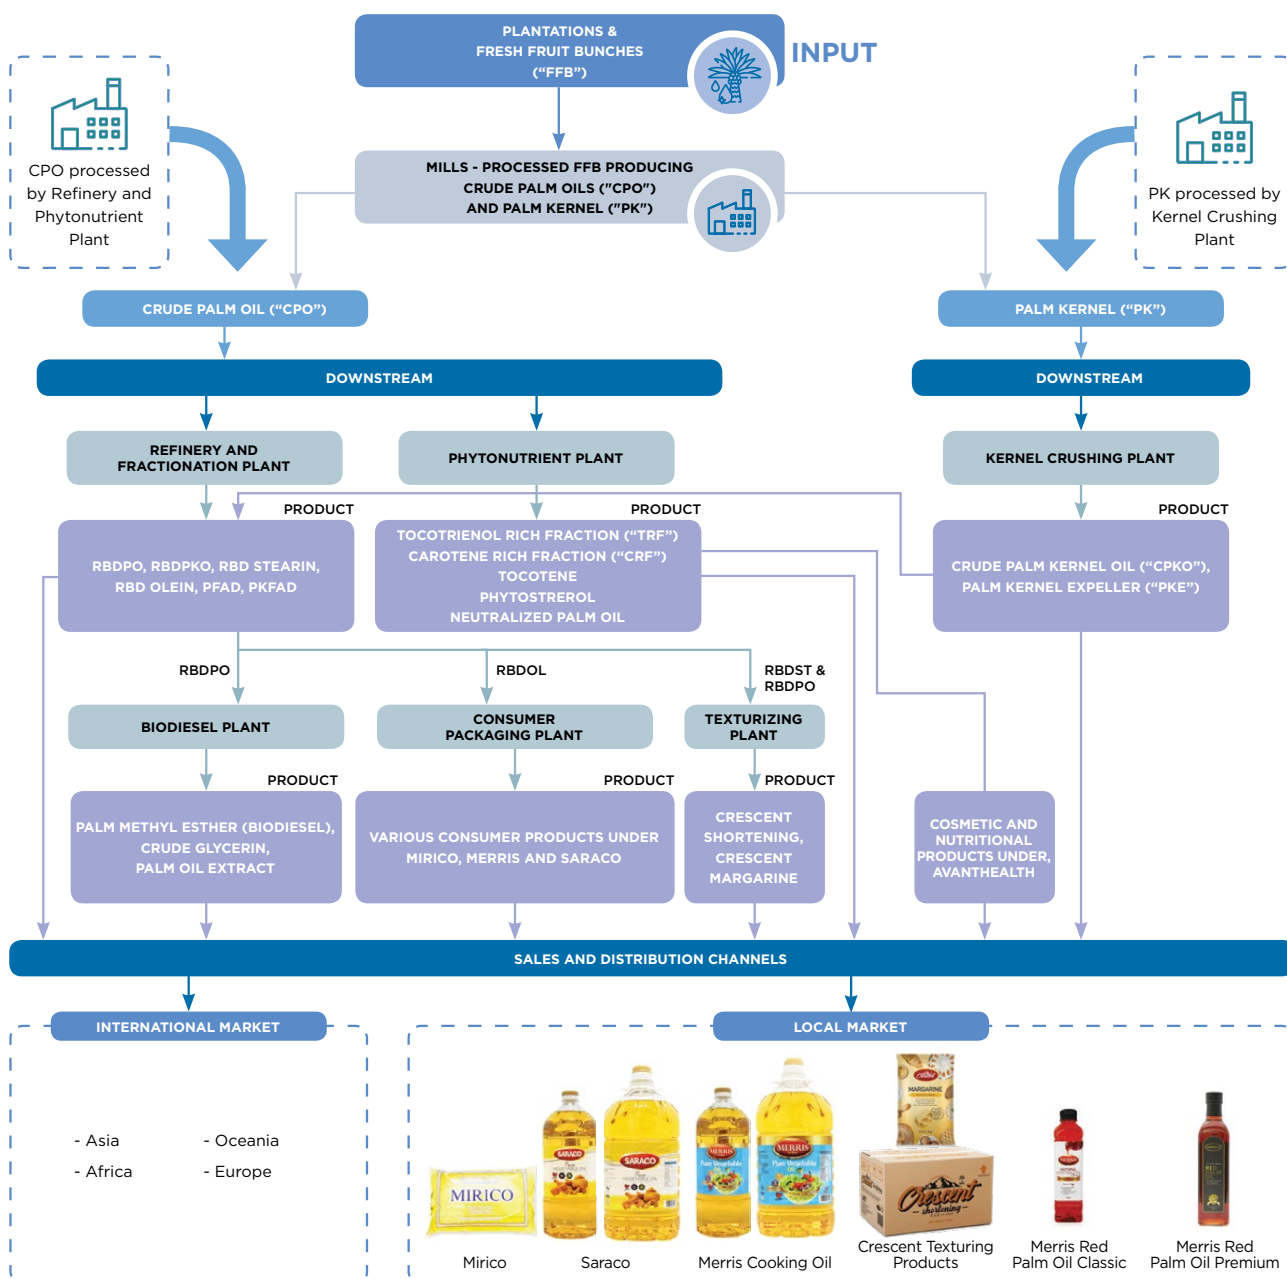 PLANTATIONS &
FRESH FRUIT BUNCHES
(“FFB”)
INPUT
CPO processed
by Refinery and
Phytonutrient
Plant
MILLS - PROCESSED FFB PRODUCING
CRUDE PALM OILS ("CPO")
AND PALM KERNEL ("PK")
PK processed by
Kernel Crushing
Plant
CRUDE PALM OIL (“CPO”)
PALM KERNEL (“PK”)
DOWNSTREAM
DOWNSTREAM
REFINERY AND
FRACTIONATION PLANT
PHYTONUTRIENT PLANT
KERNEL CRUSHING PLANT
PRODUCT
PRODUCT
PRODUCT
RBDPO, RBDPKO, RBD STEARIN,
RBD OLEIN, PFAD, PKFAD
TOCOTRIENOL RICH FRACTION (“TRF”)
CAROTENE RICH FRACTION (“CRF”)
TOCOTENE
PHYTOSTREROL
NEUTRALIZED PALM OIL
CRUDE PALM KERNEL OIL (“CPKO”),
PALM KERNEL EXPELLER (“PKE”)
RBDPO
RBDOL
RBDST &
RBDPO
BIODIESEL PLANT
CONSUMER
PACKAGING PLANT
TEXTURIZING
PLANT
PRODUCT
PRODUCT
PRODUCT
PALM METHYL ESTHER (BIODIESEL),
CRUDE GLYCERIN,
PALM OIL EXTRACT
VARIOUS CONSUMER PRODUCTS UNDER
MIRICO, MERRIS AND SARACO
CRESCENT
SHORTENING,
CRESCENT
MARGARINE
COSMETIC AND
NUTRITIONAL
PRODUCTS UNDER,
AVANTHEALTH
SALES AND DISTRIBUTION CHANNELS
INTERNATIONAL MARKET
LOCAL MARKET
- Asia
- Oceania
- Africa
- Europe
MIRICO
SARACO
SARACO
MERRIS
Pure Vegetable
OIL
MERRIS
Pure Vegetable
MARGARINE
Crescent
shortening
Mirico
Saraco
Merris Cooking Oil
Crescent Texturing
Products
Merris Red
Palm Oil Classic
Merris Red
Palm Oil Premium